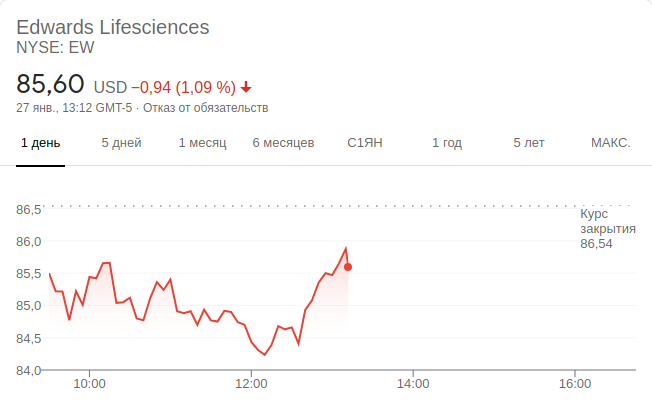 Edwards Lifesciences
NYSE: EW
85,60 USD −0,94 (1,09 %)
27 янв., 13:12 GMT-5 · Отказ от обязательств
1 день 5 дней 1 месяц 6 месяцев С1ЯН 1 год 5 лет МАКС.
86,5
Курс
закрытия
86,54
86,0
85,5
85,0
84,5
84,0
10:00 12:00 14:00 16:00